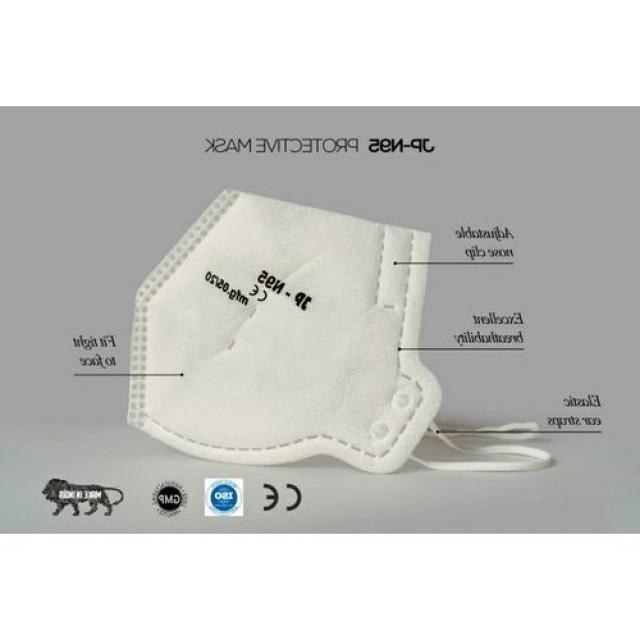 JP-N95 PROTECTIVE MASK
Adjustable
nose clip
JP - N95
CE
mfg.05/20
Excellent
breathability
Fit tight
to face
Elastic
ear straps
CE
ISO
GMP
MAKE IN INDIA